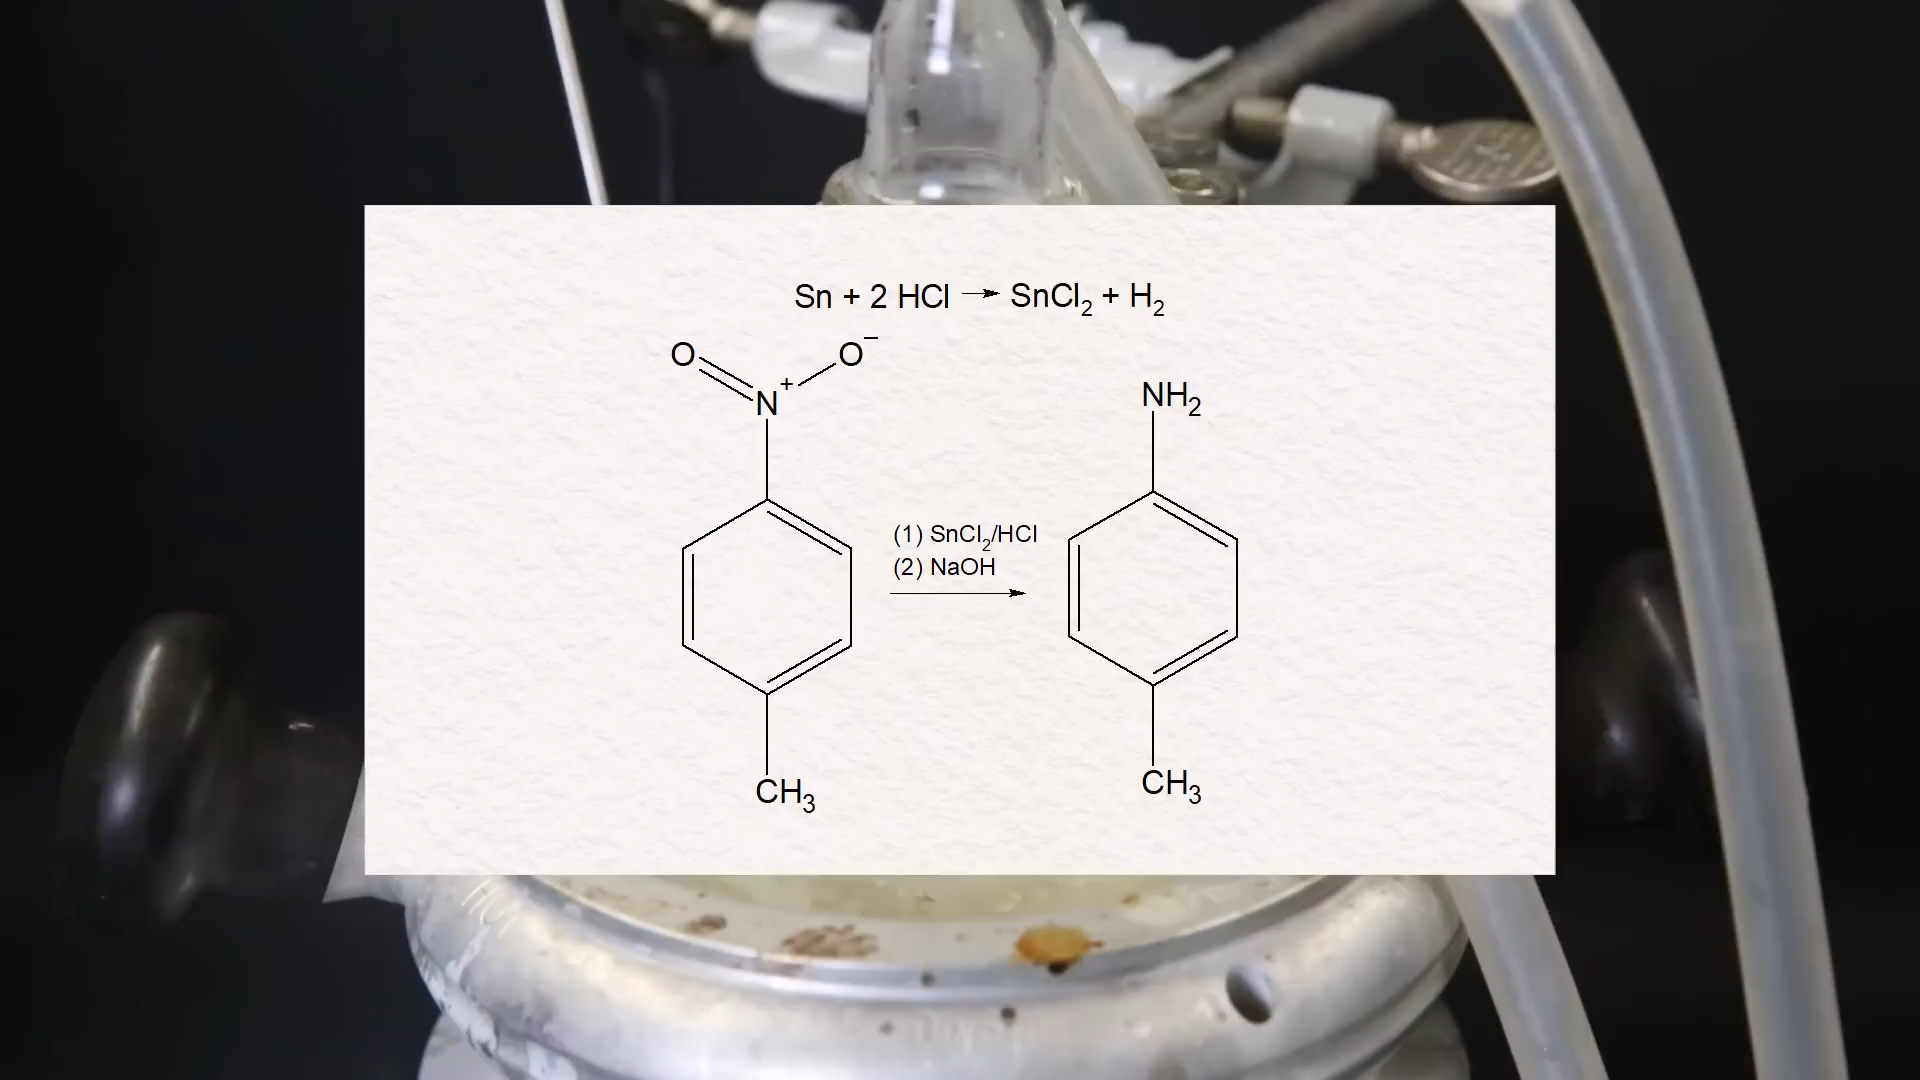 Sn + 2 HCl → SnCl₂ + H₂
O O⁻
N⁺
NH₂
(1) SnCl₂/HCl
(2) NaOH
CH₃ CH₃